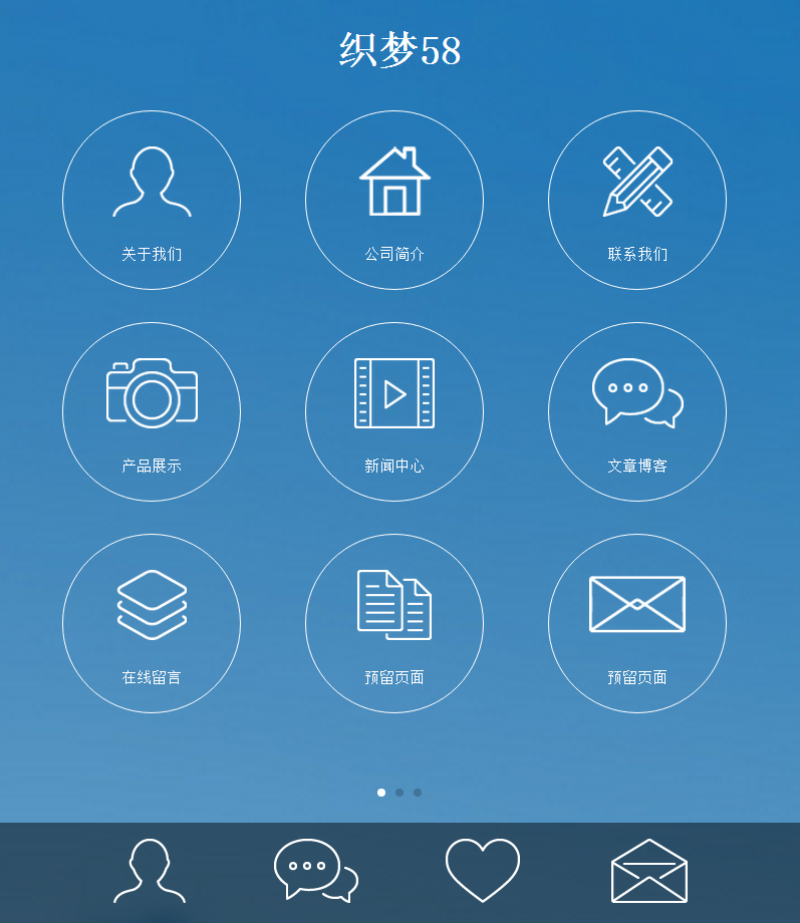 织梦58
关于我们
公司简介
联系我们
产品展示
新闻中心
文章博客
在线留言
预留页面
预留页面